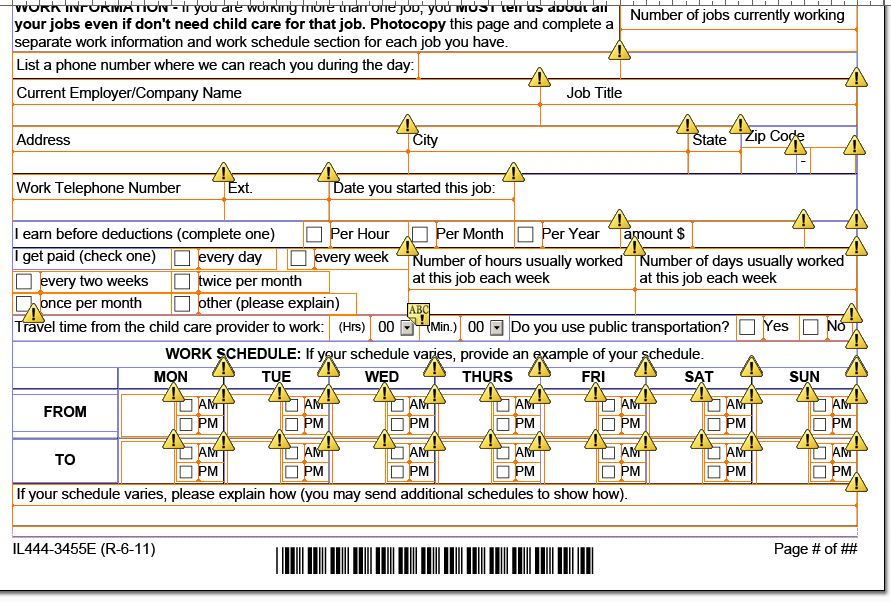 WORK INFORMATION - If you are working more than one job, you MUST tell us about all
your jobs even if don't need child care for that job. Photocopy this page and complete a
separate work information and work schedule section for each job you have.
Number of jobs currently working
List a phone number where we can reach you during the day:
Current Employer/Company Name Job Title
Address City State Zip Code
-
Work Telephone Number Ext. Date you started this job:
I earn before deductions (complete one) Per Hour Per Month Per Year amount $
I get paid (check one) every day every week
every two weeks twice per month
once per month other (please explain)
Number of hours usually worked
at this job each week
Number of days usually worked
at this job each week
ABC
Travel time from the child care provider to work: (Hrs) 00 (Min.) 00 Do you use public transportation? Yes No
WORK SCHEDULE: If your schedule varies, provide an example of your schedule.
MON TUE WED THURS FRI SAT SUN
FROM AM AM AM AM AM AM AM
PM PM PM PM PM PM PM
TO AM AM AM AM AM AM AM
PM PM PM PM PM PM PM
If your schedule varies, please explain how (you may send additional schedules to show how).
IL444-3455E (R-6-11) Page # of ##